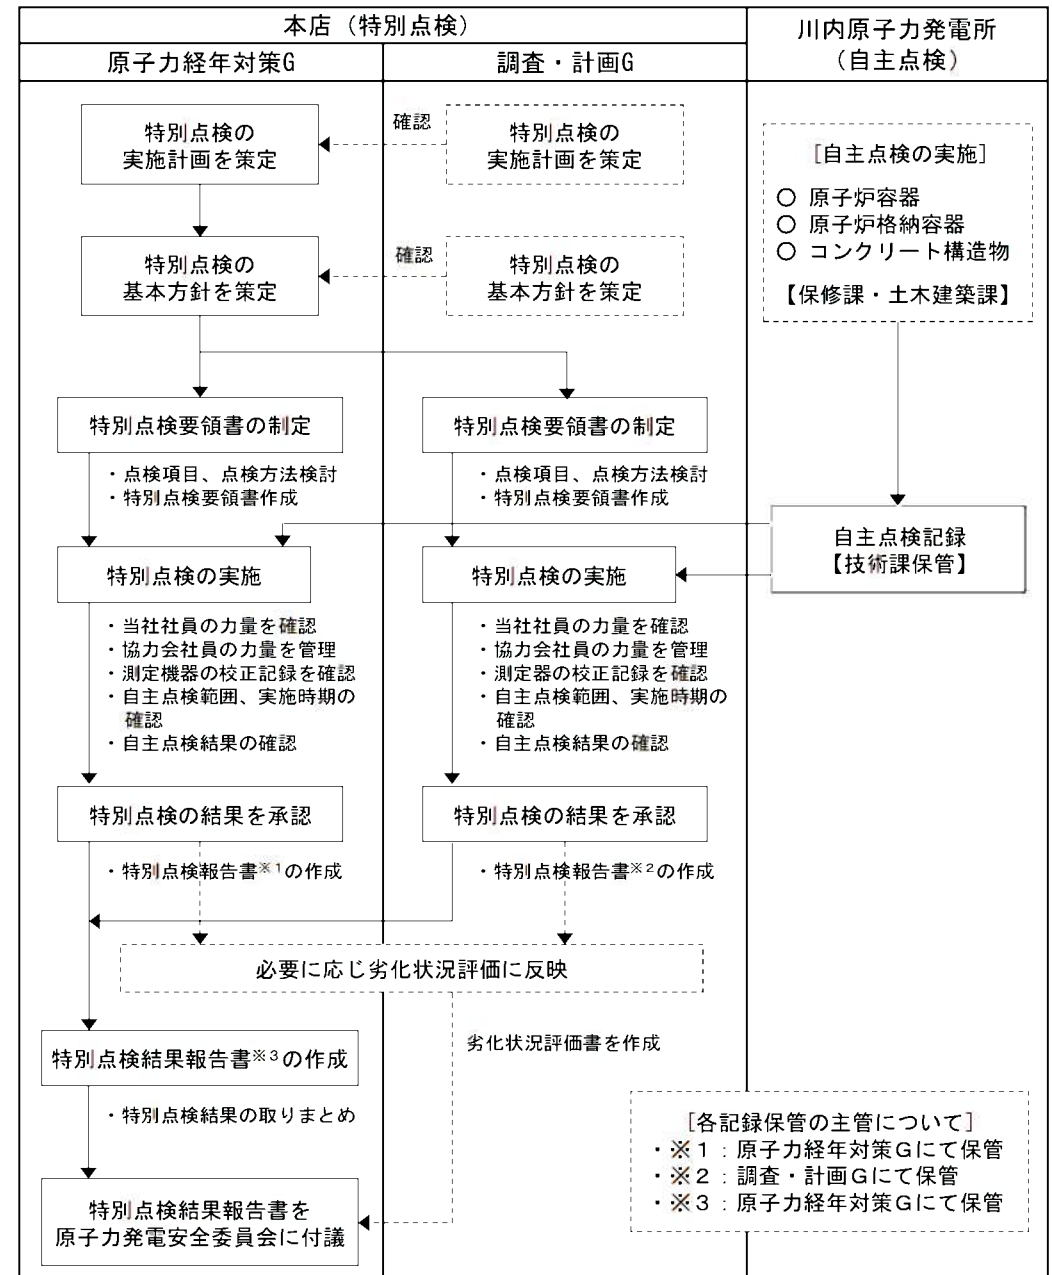 本店（特別点検）
川内原子力発電所
（自主点検）
原子力経年対策G
調査・計画G
特別点検の
実施計画を策定
確認
特別点検の
実施計画を策定
[自主点検の実施]
○ 原子炉容器
○ 原子炉格納容器
○ コンクリート構造物
【保修課・土木建築課】
特別点検の
基本方針を策定
確認
特別点検の
基本方針を策定
特別点検要領書の制定
・点検項目、点検方法検討
・特別点検要領書作成
特別点検要領書の制定
・点検項目、点検方法検討
・特別点検要領書作成
自主点検記録
【技術課保管】
特別点検の実施
・当社社員の力量を確認
・協力会社員の力量を管理
・測定機器の校正記録を確認
・自主点検範囲、実施時期の
確認
・自主点検結果の確認
特別点検の実施
・当社社員の力量を確認
・協力会社員の力量を管理
・測定器の校正記録を確認
・自主点検範囲、実施時期の
確認
・自主点検結果の確認
特別点検の結果を承認
・特別点検報告書※1の作成
特別点検の結果を承認
・特別点検報告書※2の作成
必要に応じ劣化状況評価に反映
劣化状況評価書を作成
特別点検結果報告書※3の作成
・特別点検結果の取りまとめ
特別点検結果報告書を
原子力発電安全委員会に付議
[各記録保管の主管について]
・※１：原子力経年対策Ｇにて保管
・※２：調査・計画Ｇにて保管
・※３：原子力経年対策Ｇにて保管